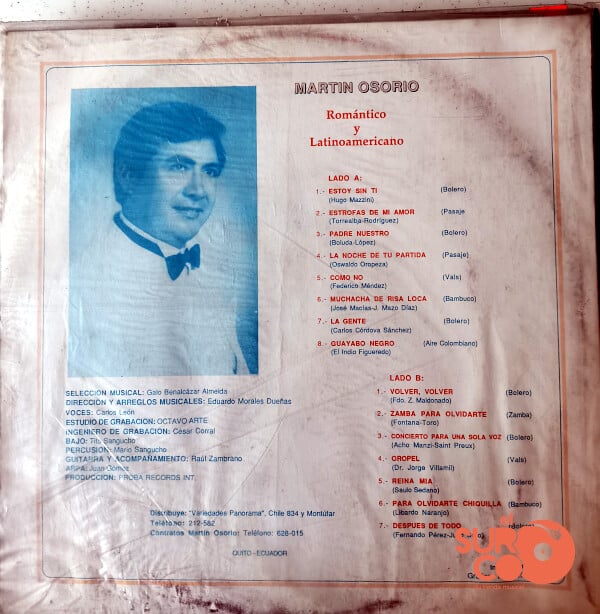 MARTIN OSORIO
Romántico
y
Latinoamericano
LADO A:
1.- ESTOY SIN TI (Bolero)
(Hugo Mazzini)
2.- ESTROFAS DE MI AMOR (Pasaje
(Torrealba-Rodríguez)
3.- PADRE NUESTRO (Bolero)
(Boluda-López)
4.- LA NOCHE DE TU PARTIDA (Pasaje)
(Oswaldo Oropeza)
5.- COMO NO (Vals)
(Federico Méndez)
6.- MUCHACHA DE RISA LOCA (Bambuco)
(José Macías-J. Mazo Díaz)
7.- LA GENTE (Bolero)
(Carlos Córdova Sánchez)
8.- GUAYABO NEGRO (Aire Colombiano)
(El Indio Figueredo)
LADO B:
1.- VOLVER, VOLVER (Bolero)
(Fdo. Z. Maldonado)
2.- ZAMBA PARA OLVIDARTE (Zamba)
(Fontana-Toro)
3.- CONCIERTO PARA UNA SOLA VOZ (Bolero)
(Acho Manzi-Saint Preux)
4.- OROPEL (Vals)
(Dr. Jorge Villamil)
5.- REINA MIA (Bolero)
(Saulo Sedano)
6.- PARA OLVIDARTE CHIQUILLA (Bambuco)
(Libardo Naranjo)
7.- DESPUES DE TODO
(Fernando Pérez-
SELECCION MUSICAL: Galo Benalcázar Almeida
DIRECCION Y ARREGLOS MUSICALES: Eduardo Morales Dueñas
VOCES: Carlos León
ESTUDIO DE GRABACION: OCTAVO ARTE
INGENIERO DE GRABACION: César Corral
BAJO: Tito Sangucho
PERCUSION: Mario Sangucho
GUITARRA Y ACOMPAÑAMIENTO: Raúl Zambrano
ARPA: Juan Gómez
PRODUCCION: PROBA RECORDS INT.
Distribuye: "Variedades Panorama", Chile 834 y Montúfar
Teléfono: 212-582
Contratos Martín Osorio: Teléfono: 628-015
QUITO-ECUADOR
SURCO